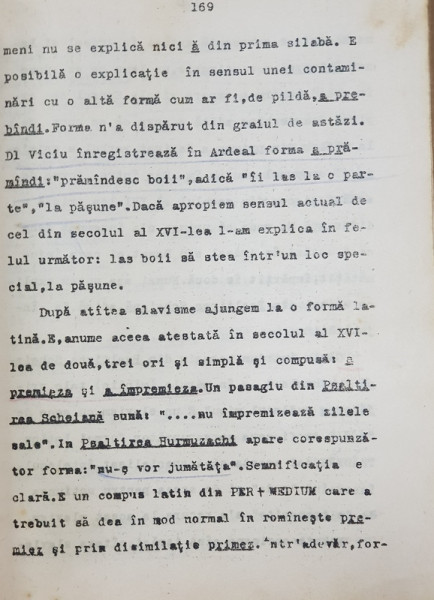 169
meni nu se explică nici ă din prima silabă. E
posibilă o explicaţie în sensul unei contami-
nări cu o altă formă cum ar fi,de pildă,a pre-
bîndi.Forma n'a dispărut din graiul de astăzi.
Dl Viciu înregistrează în Ardeal forma a pră-
mîndi:"prămîndesc boii",adică "îi las la o par-
te","la păşune".Dacă apropiem sensul actual de
cel din secolul al XVI-lea l-am explica în fe-
lul următor: las boii să stea într'un loc spe-
cial,la păşune.
După atîtea slavisme ajungem la o formă la-
tină.E,anume aceea atestată în secolul al XVI-
lea de două,trei ori şi simplă şi compusă: a
premieza şi a împremieza.Un pasagiu din Psalti-
rea Scheiană sună: "....nu împremizează zilele
sale".In Psaltirea Hurmuzachi apare corespunză-
tor forma:"nu-ş vor jumătăţa".Semnificaţia e
clară.E un compus latin din PER+MEDIUM care a
trebuit să dea în mod normal în romîneşte pre-
miez şi prin disimilaţie primez. Antr'adevăr,for-